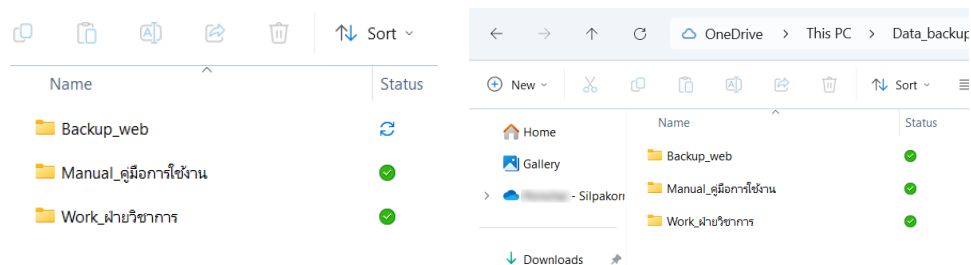 Sort
Name Status
Backup_web
Manual_คู่มือการใช้งาน
Work_ฝ่ายวิชาการ
OneDrive > This PC > Data_backup
New Sort
Home
Gallery
- Silpakorn
Downloads
Name Status
Backup_web
Manual_คู่มือการใช้งาน
Work_ฝ่ายวิชาการ